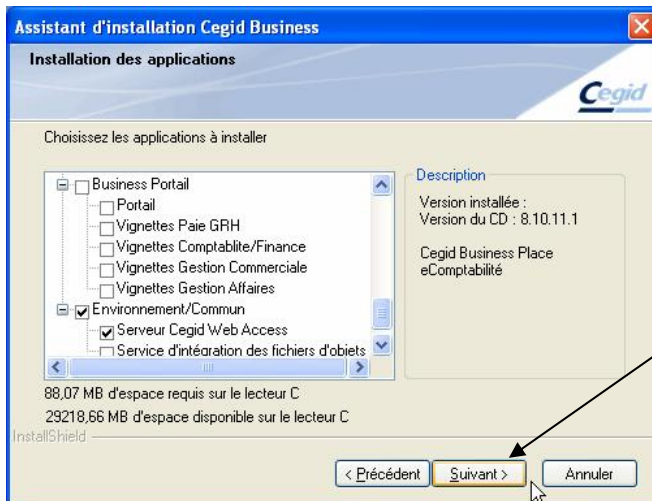 Assistant d'installation Cegid Business
Installation des applications
Cegid
Choisissez les applications à installer
Business Portail
Portail
Vignettes Paie GRH
Vignettes Comptablite/Finance
Vignettes Gestion Commerciale
Vignettes Gestion Affaires
Environnement/Commun
Serveur Cegid Web Access
Service d'intégration des fichiers d'objets
Description
Version installée :
Version du CD : 8.10.11.1
Cegid Business Place
eComptabilité
88,07 MB d'espace requis sur le lecteur C
29218,66 MB d'espace disponible sur le lecteur C
InstallShield
< Précédent
Suivant >
Annuler